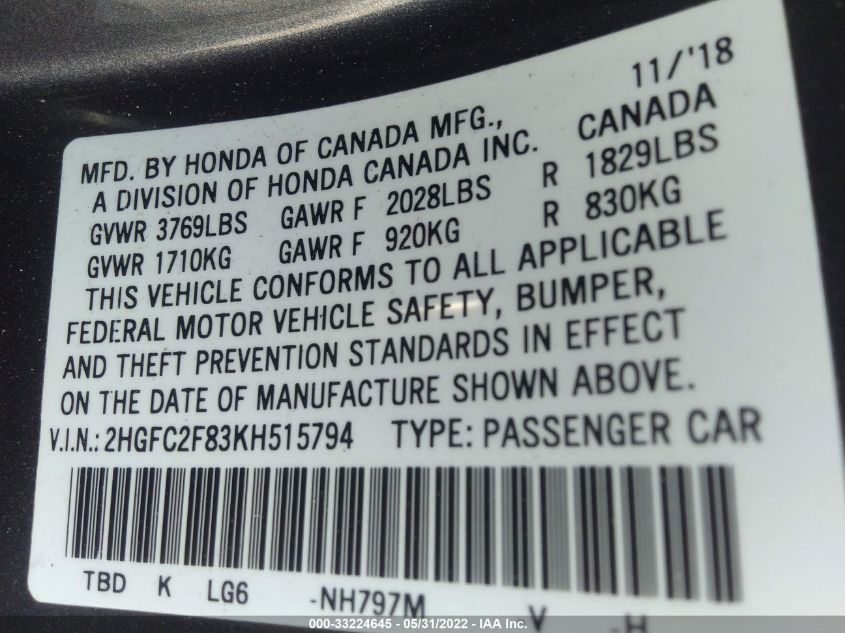 11/'18
MFD. BY HONDA OF CANADA MFG.,
A DIVISION OF HONDA CANADA INC. CANADA
GVWR 3769LBS GAWR F 2028LBS R 1829LBS
GVWR 1710KG GAWR F 920KG R 830KG
THIS VEHICLE CONFORMS TO ALL APPLICABLE
FEDERAL MOTOR VEHICLE SAFETY, BUMPER,
AND THEFT PREVENTION STANDARDS IN EFFECT
ON THE DATE OF MANUFACTURE SHOWN ABOVE.
V.I.N.: 2HGFC2F83KH515794 TYPE: PASSENGER CAR
TBD K LG6 -NH797M V -H
000-33224645 - 05/31/2022 - IAA Inc.